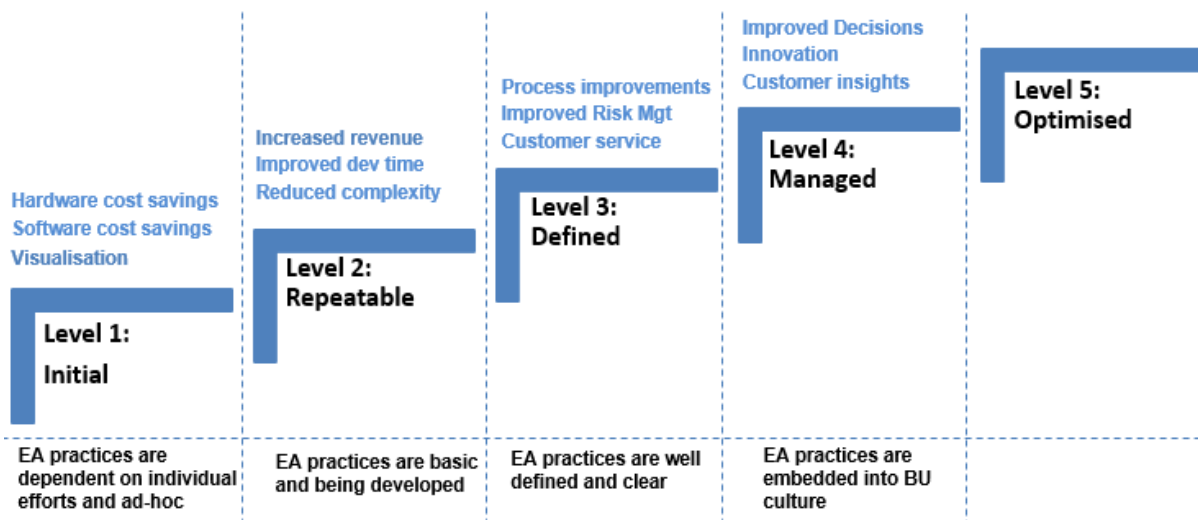 Hardware cost savings
Software cost savings
Visualisation
Level 1:
Initial
EA practices are
dependent on individual
efforts and ad-hoc
Increased revenue
Improved dev time
Reduced complexity
Level 2:
Repeatable
EA practices are basic
and being developed
Process improvements
Improved Risk Mgt
Customer service
Level 3:
Defined
EA practices are well
defined and clear
Improved Decisions
Innovation
Customer insights
Level 4:
Managed
EA practices are
embedded into BU
culture
Level 5:
Optimised